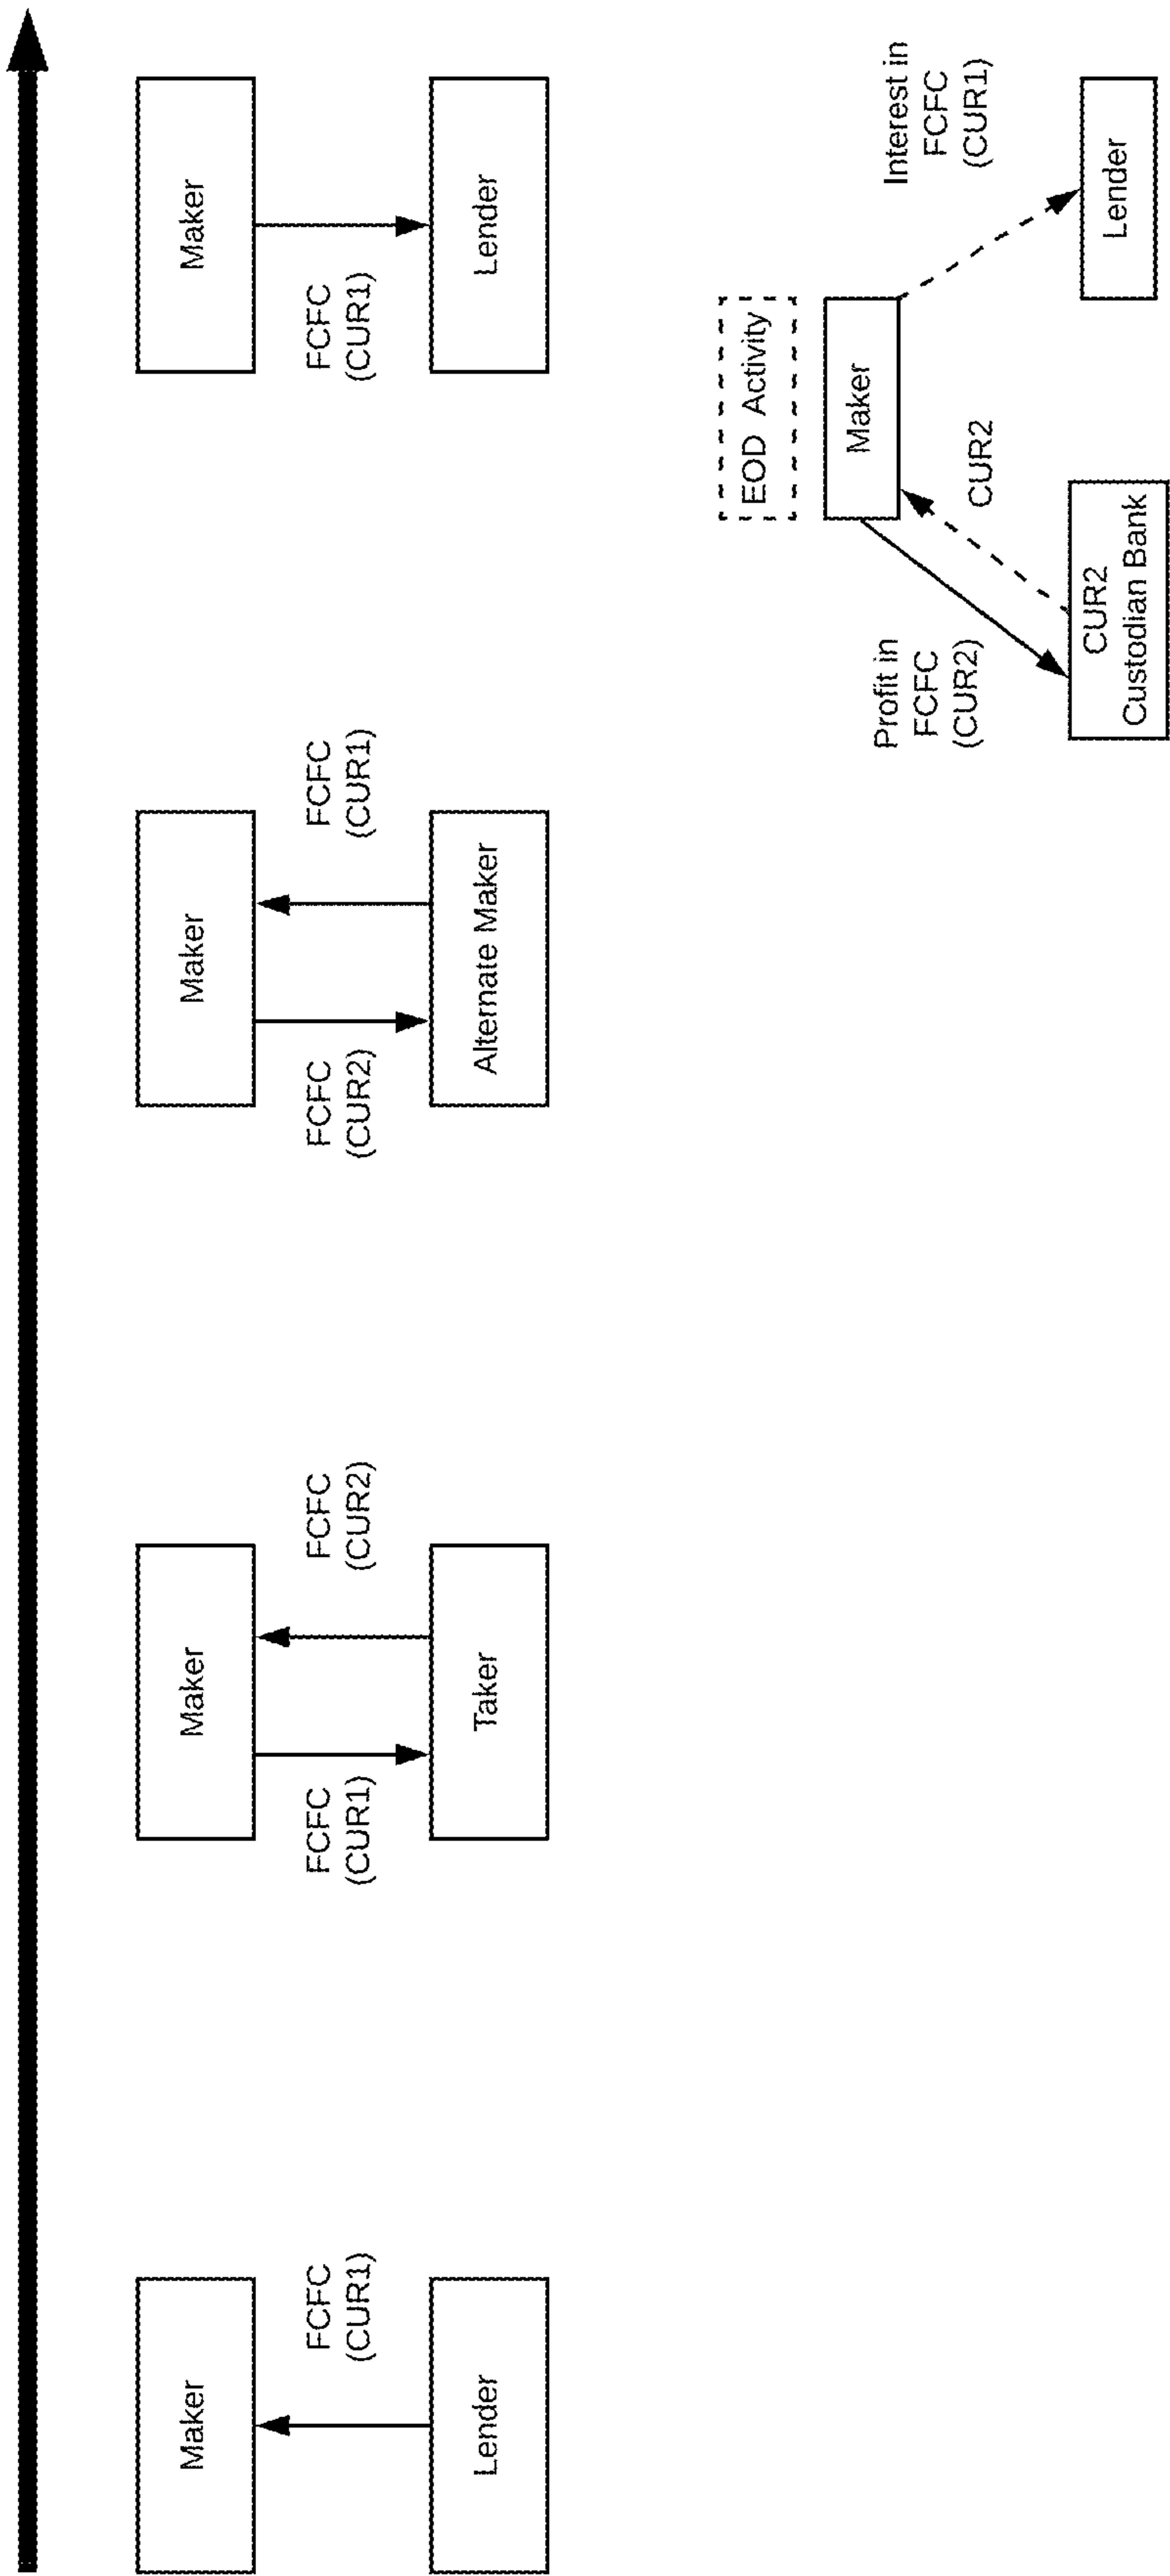 Maker
FCFC
(CUR1)
Lender
Maker
FCFC
(CUR1)
FCFC
(CUR2)
Taker
Maker
FCFC
(CUR2)
FCFC
(CUR1)
Alternate Maker
Maker
FCFC
(CUR1)
Lender
EOD Activity
Maker
Profit in
FCFC
(CUR2)
CUR2
Interest in
FCFC
(CUR1)
CUR2
Custodian Bank
Lender